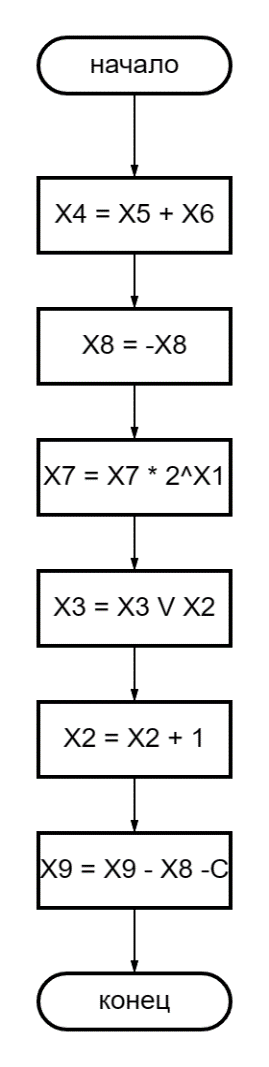 начало
X4 = X5 + X6
X8 = -X8
X7 = X7 * 2^X1
X3 = X3 V X2
X2 = X2 + 1
X9 = X9 - X8 -C
конец